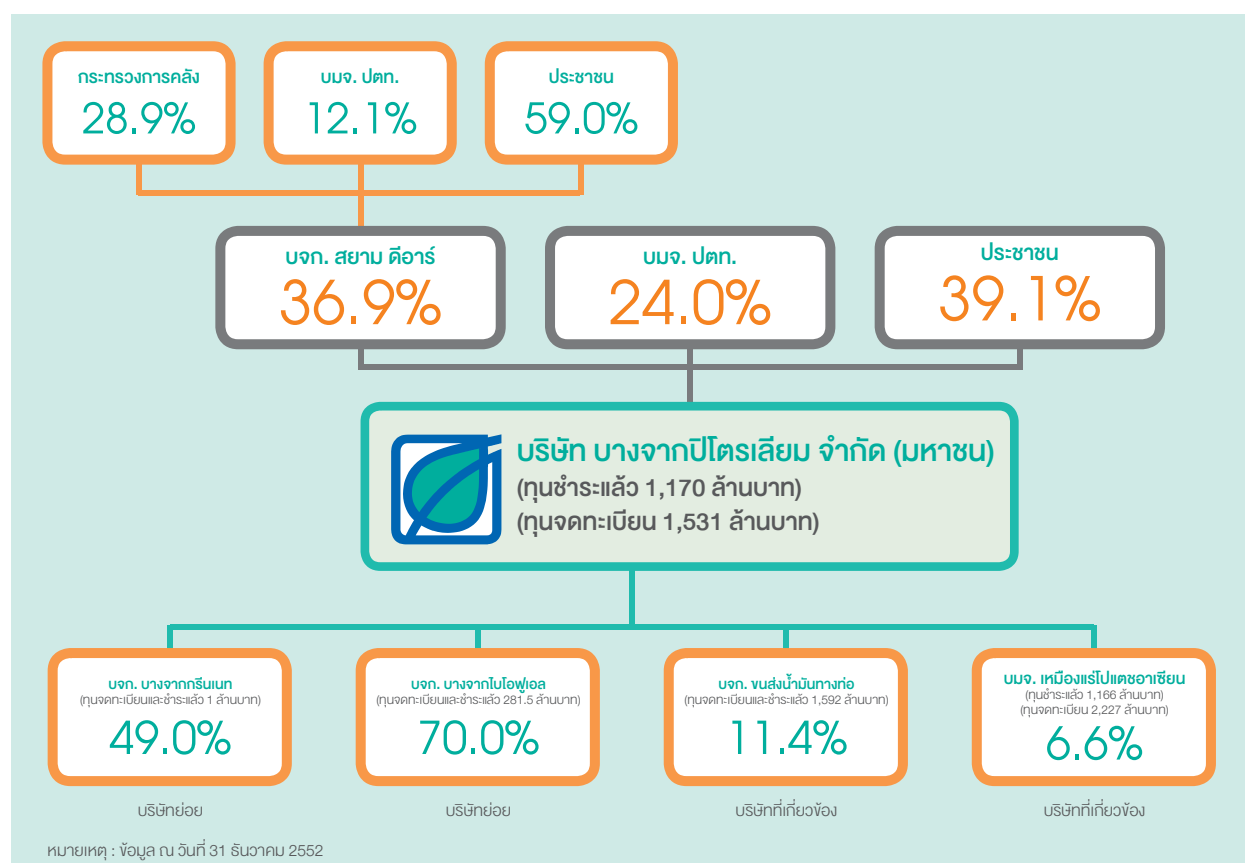 กระทรวงการคลัง
28.9%
บมจ. ปตท.
12.1%
ประชาชน
59.0%
บจก. สยาม ดีอาร์
36.9%
บมจ. ปตท.
24.0%
ประชาชน
39.1%
บริษัท บางจากปิโตรเลียม จำกัด (มหาชน)
(ทุนชำระแล้ว 1,170 ล้านบาท)
(ทุนจดทะเบียน 1,531 ล้านบาท)
บจก. บางจากกรีนเนท
(ทุนจดทะเบียนและชำระแล้ว 1 ล้านบาท)
49.0%
บริษัทย่อย
บจก. บางจากไบโอฟูเอล
(ทุนจดทะเบียนและชำระแล้ว 281.5 ล้านบาท)
70.0%
บริษัทย่อย
บจก. ขนส่งน้ำมันทางท่อ
(ทุนจดทะเบียนและชำระแล้ว 1,592 ล้านบาท)
11.4%
บริษัทที่เกี่ยวข้อง
บมจ. เหมืองแร่โปแตชอาเซียน
(ทุนชำระแล้ว 1,166 ล้านบาท)
(ทุนจดทะเบียน 2,227 ล้านบาท)
6.6%
บริษัทที่เกี่ยวข้อง
หมายเหตุ : ข้อมูล ณ วันที่ 31 ธันวาคม 2552